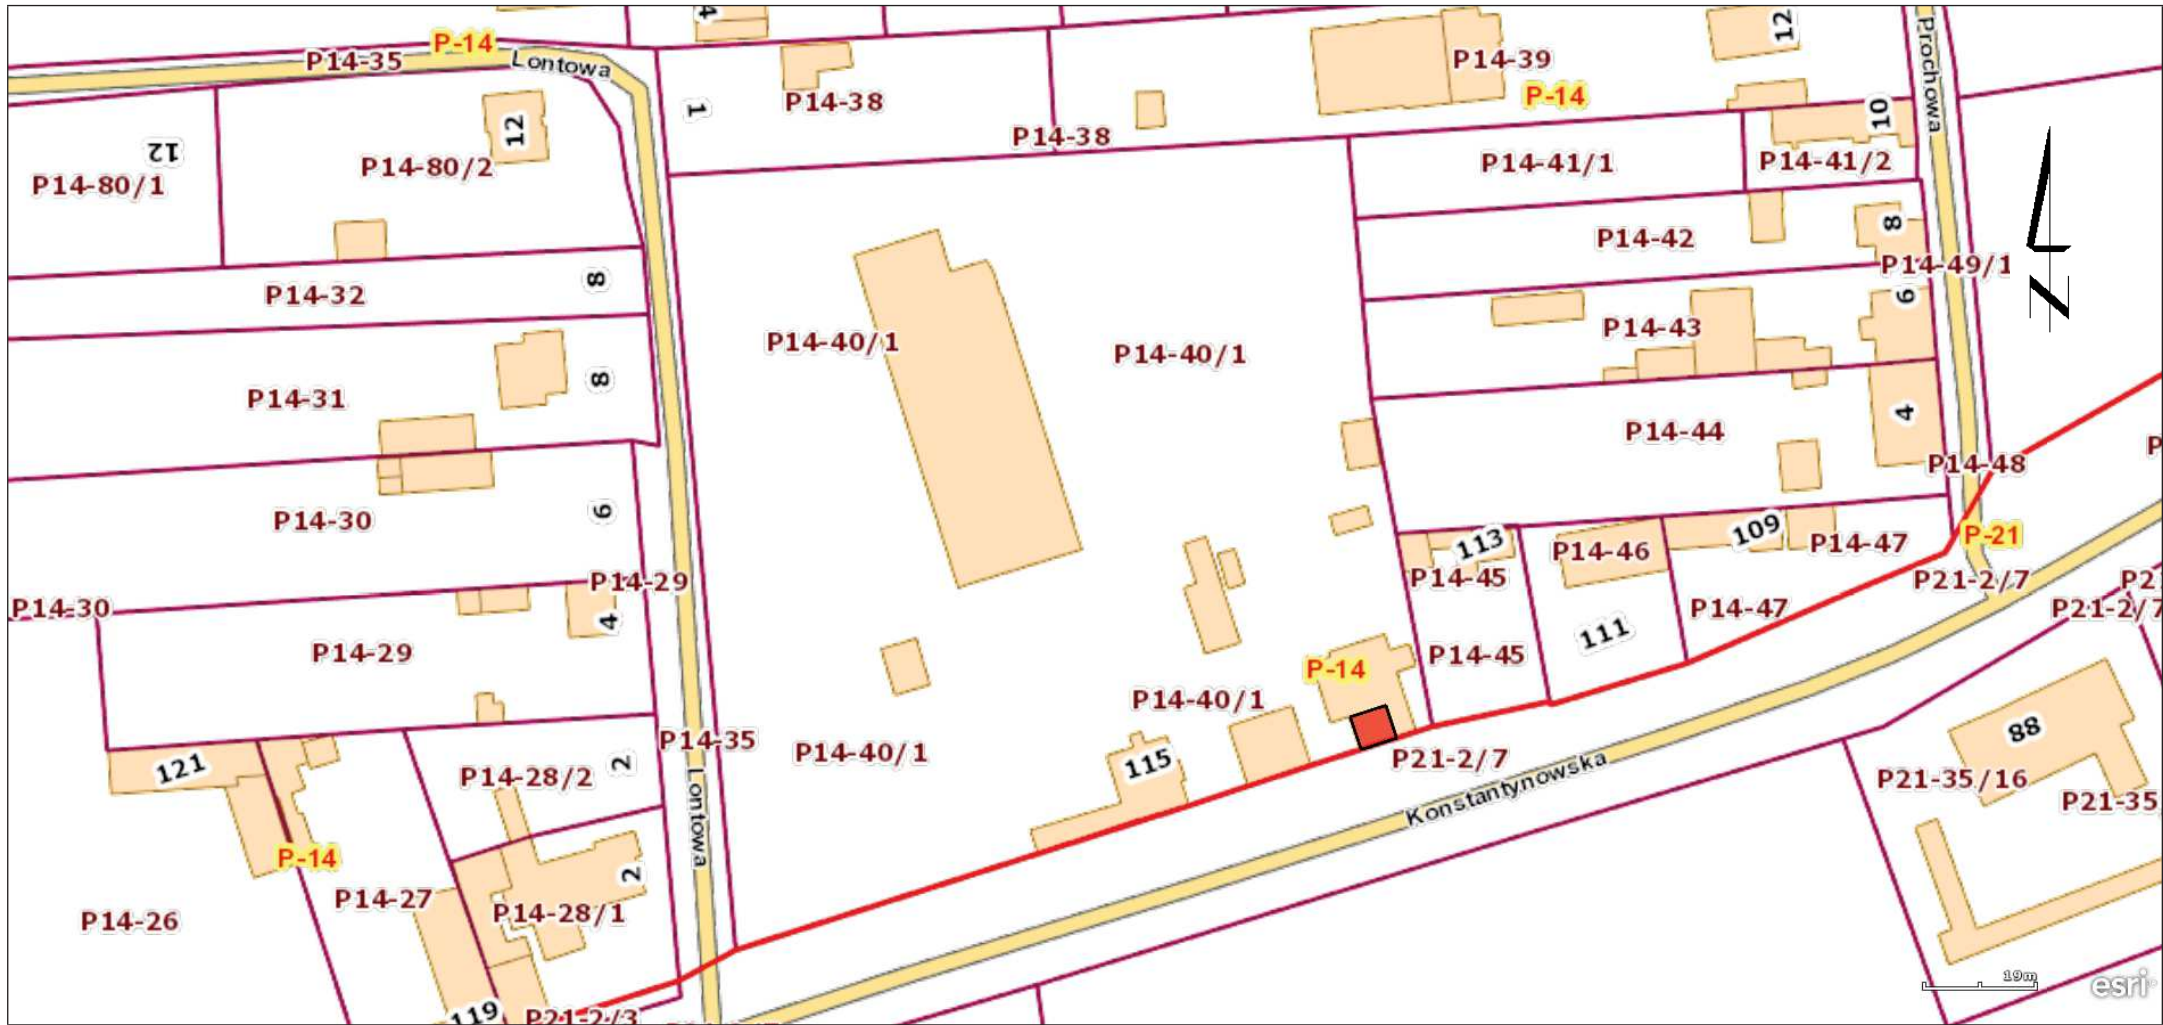 4
P-14
P14-35
Lontowa
1
P14-38
P14-38
P14-39
P-14
12
10
Prochowa
12
12
P14-80/1
P14-80/2
P14-41/1
P14-41/2
P14-42
8
P14-49/1
N
P14-32
8
P14-40/1
P14-40/1
P14-43
6
P14-31
8
P14-44
4
P14-48
P
P14-30
6
113
P14-46
109
P14-47
P-21
P14-45
P14-29
P21-2/7
P2
P14-30
4
P14-47
P21-2/7
111
P14-29
P14-45
P-14
P14-40/1
P14-35
P14-40/1
P21-2/7
88
121
P14-28/2
2
115
Lontowa
Konstantynowska
P21-35/16
P21-35
P-14
2
P14-27
P14-28/1
P14-26
119
P21-2/3
19m
esri